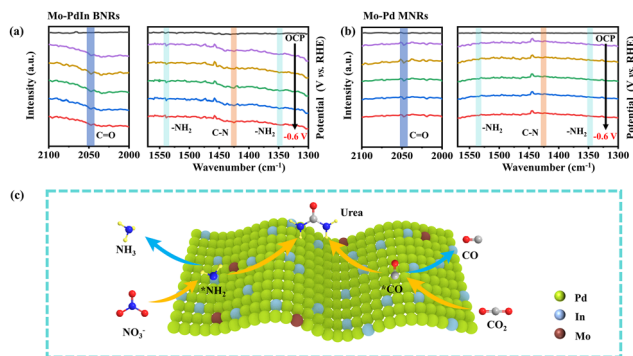 Mo-PdIn BNRs
Mo-Pd MNRs
(a)
Intensity (a.u.)
C=O
-NH₂
C-N
-NH₂
OCP
-0.6 V
Potential (V vs. RHE)
2100 2050 2000
1550 1500 1450 1400 1350 1300
Wavenumber (cm⁻¹)
(b)
Intensity (a.u.)
C=O
-NH₂
C-N
-NH₂
OCP
-0.6 V
Potential (V vs. RHE)
2100 2050 2000
1550 1500 1450 1400 1350 1300
Wavenumber (cm⁻¹)
(c)
Urea
NH₃
*NH₂
NO₃⁻
*CO
CO
CO₂
Pd
In
Mo